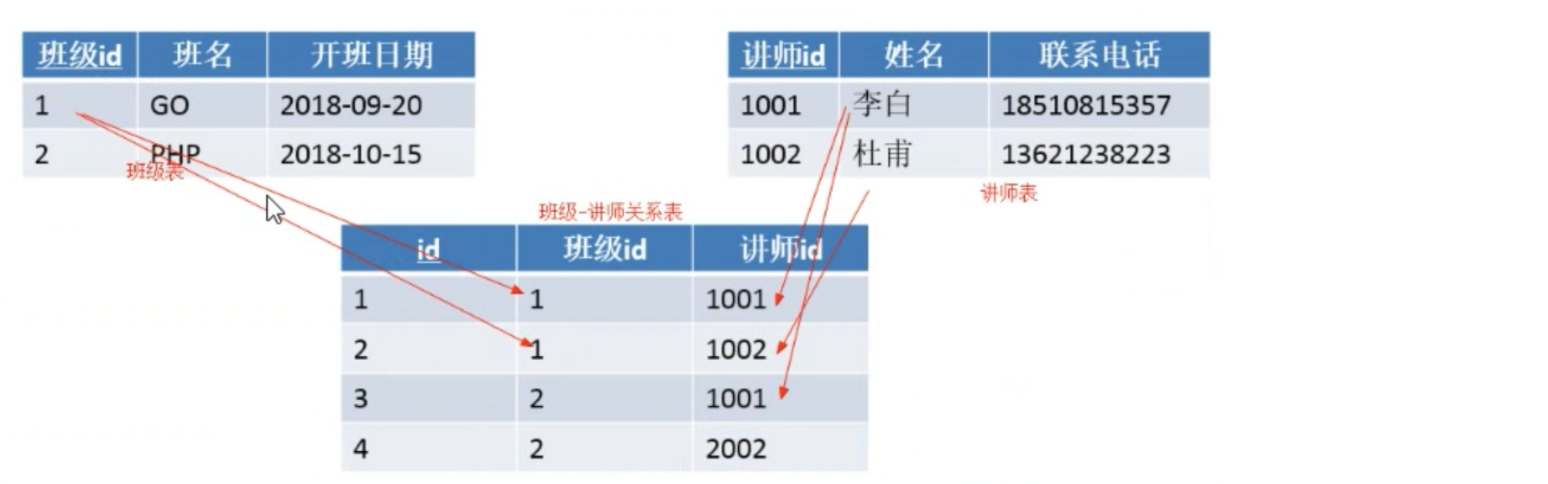 班级id 班名 开班日期
1 GO 2018-09-20
2 PHP 2018-10-15
班级表
讲师id 姓名 联系电话
1001 李白 18510815357
1002 杜甫 13621238223
讲师表
班级-讲师关系表
id 班级id 讲师id
1 1 1001
2 1 1002
3 2 1001
4 2 2002